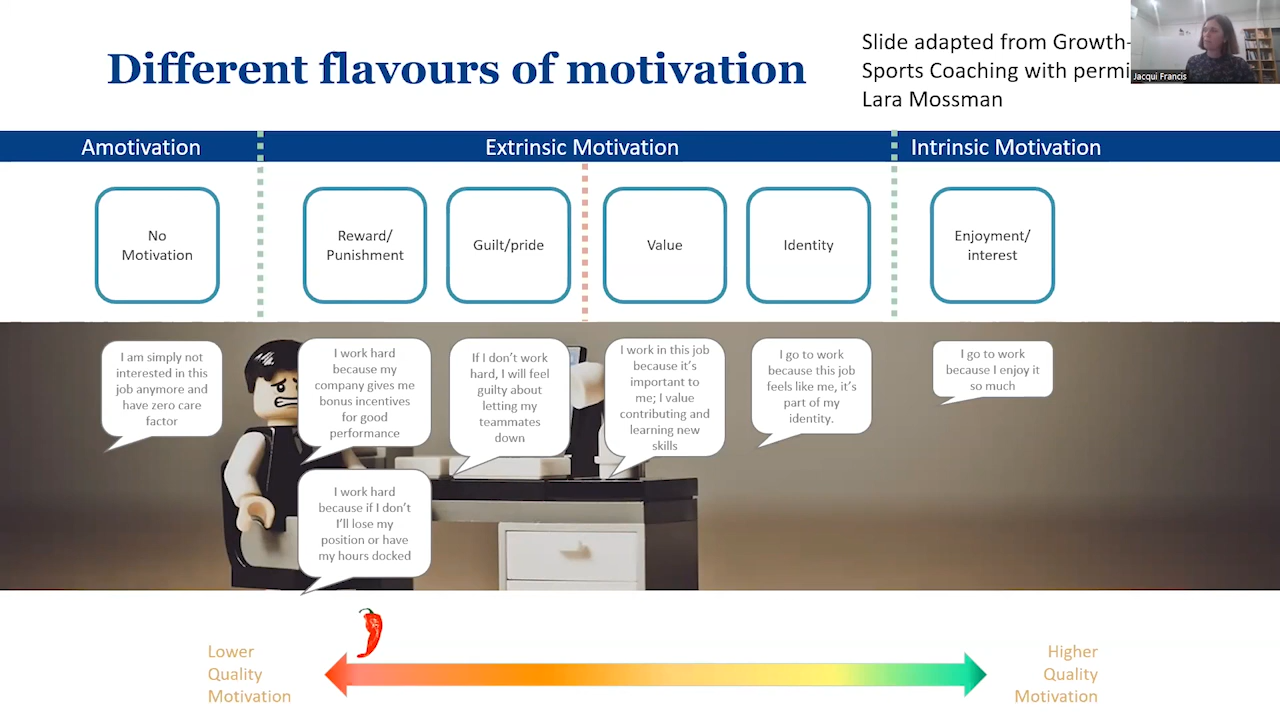 Different flavours of motivation
Slide adapted from Growth-
Sports Coaching with permi
Lara Mossman
Jacqui Francis
Amotivation
Extrinsic Motivation
Intrinsic Motivation
No
Motivation
Reward/
Punishment
Guilt/pride
Value
Identity
Enjoyment/
interest
I am simply not
interested in this
job anymore and
have zero care
factor
I work hard
because my
company gives me
bonus incentives
for good
performance
I work hard
because if I don't
I'll lose my
position or have
my hours docked
If I don't work
hard, I will feel
guilty about
letting my
teammates
down
I work in this job
because it's
important to
me; I value
contributing and
learning new
skills
I go to work
because this job
feels like me, it's
part of my
identity.
I go to work
because I enjoy it
so much
Lower
Quality
Motivation
Higher
Quality
Motivation